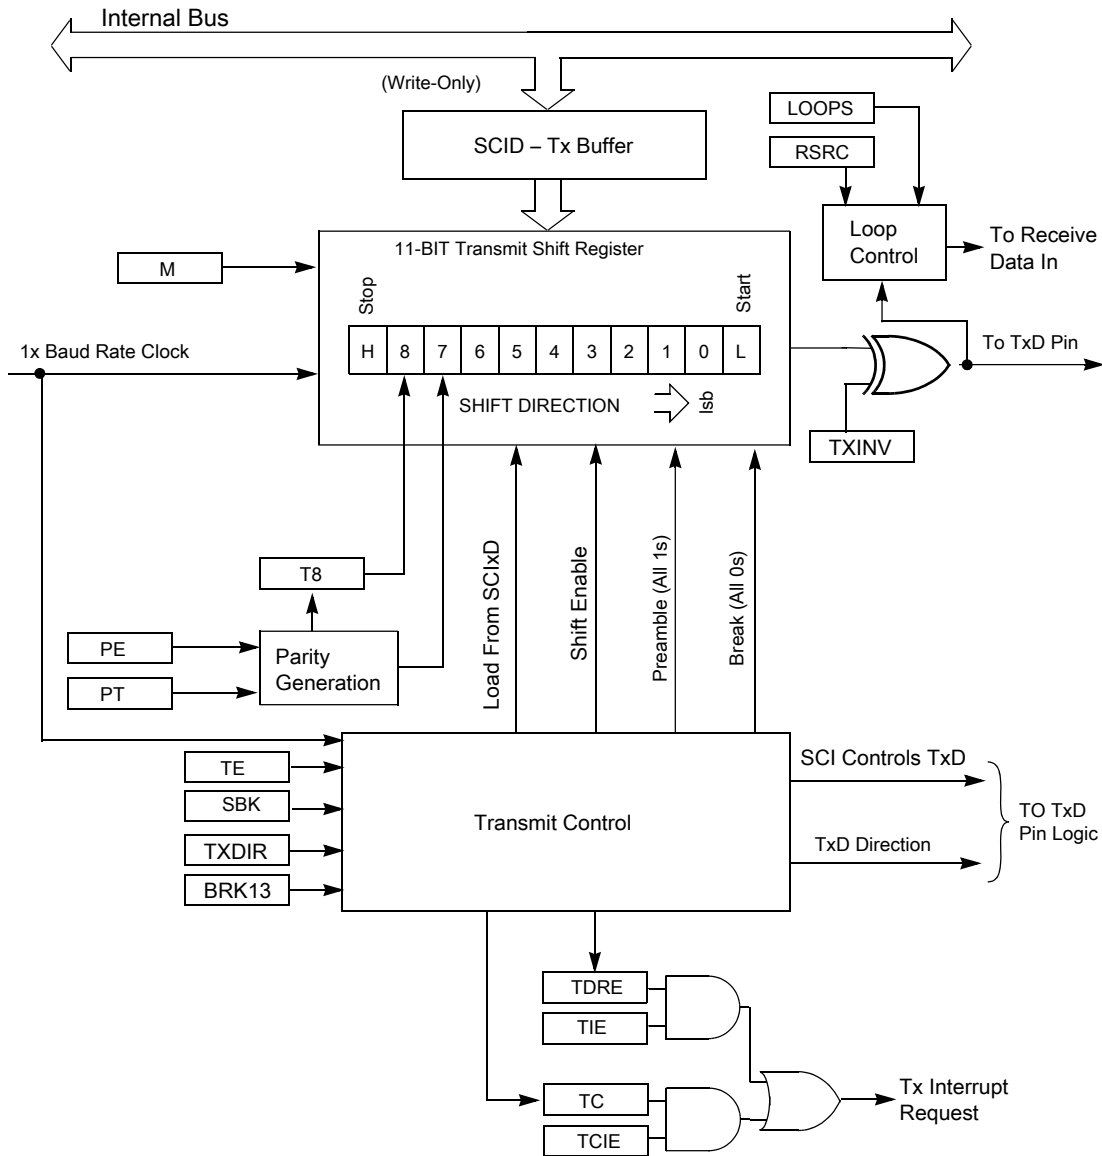 Internal Bus
(Write-Only)
SCID – Tx Buffer
LOOPS
RSRC
Loop
Control
To Receive
Data In
11-BIT Transmit Shift Register
M
Stop
Start
H 8 7 6 5 4 3 2 1 0 L
1x Baud Rate Clock
To TxD Pin
SHIFT DIRECTION
lsb
TXINV
T8
PE
PT
Parity
Generation
Load From SCIxD
Shift Enable
Preamble (All 1s)
Break (All 0s)
TE
SBK
TXDIR
BRK13
Transmit Control
SCI Controls TxD
TxD Direction
TO TxD
Pin Logic
TDRE
TIE
TC
TCIE
Tx Interrupt
Request